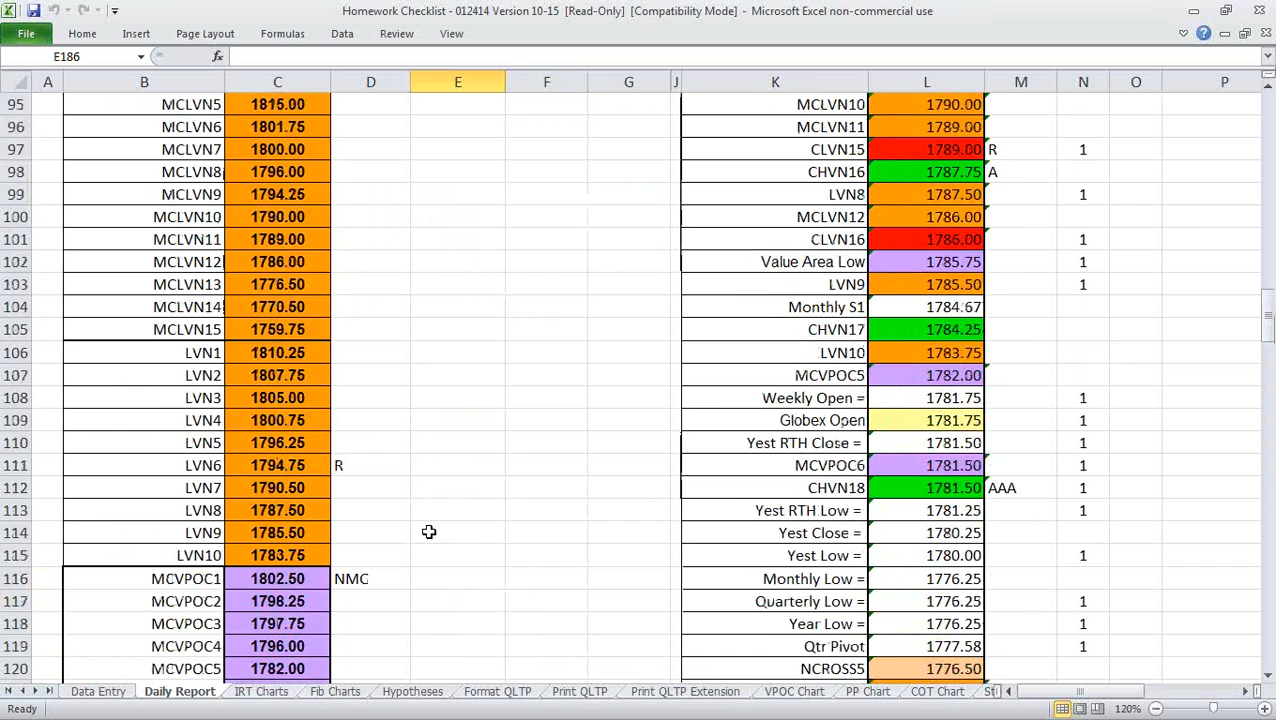 Homework Checklist - 012414 Version 10-15 [Read-Only] [Compatibility Mode] - Microsoft Excel non-commercial use
File Home Insert Page Layout Formulas Data Review View
E186 fx
A B C D E F G J K L M N O P
95 MCLVN5 1815.00 MCLVN10 1790.00
96 MCLVN6 1801.75 MCLVN11 1789.00
97 MCLVN7 1800.00 CLVN15 1789.00 R 1
98 MCLVN8 1796.00 CHVN16 1787.75 A
99 MCLVN9 1794.25 LVN8 1787.50 1
100 MCLVN10 1790.00 MCLVN12 1786.00
101 MCLVN11 1789.00 CLVN16 1786.00 1
102 MCLVN12 1786.00 Value Area Low 1785.75 1
103 MCLVN13 1776.50 LVN9 1785.50 1
104 MCLVN14 1770.50 Monthly S1 1784.67
105 MCLVN15 1759.75 CHVN17 1784.25
106 LVN1 1810.25 LVN10 1783.75
107 LVN2 1807.75 MCVPOC5 1782.00
108 LVN3 1805.00 Weekly Open = 1781.75 1
109 LVN4 1800.75 Globex Open 1781.75 1
110 LVN5 1796.25 Yest RTH Close = 1781.50 1
111 LVN6 1794.75 R MCVPOC6 1781.50 1
112 LVN7 1790.50 CHVN18 1781.50 AAA 1
113 LVN8 1787.50 Yest RTH Low = 1781.25 1
114 LVN9 1785.50 Yest Close = 1780.25
115 LVN10 1783.75 Yest Low = 1780.00 1
116 MCVPOC1 1802.50 NMC Monthly Low = 1776.25
117 MCVPOC2 1798.25 Quarterly Low = 1776.25 1
118 MCVPOC3 1797.75 Year Low = 1776.25 1
119 MCVPOC4 1796.00 Qtr Pivot 1777.58 1
120 MCVPOC5 1782.00 NCROSS5 1776.50
Data Entry Daily Report IRT Charts Fib Charts Hypotheses Format QLTP Print QLTP Print QLTP Extension VPOC Chart PP Chart COT Chart
Ready 120%